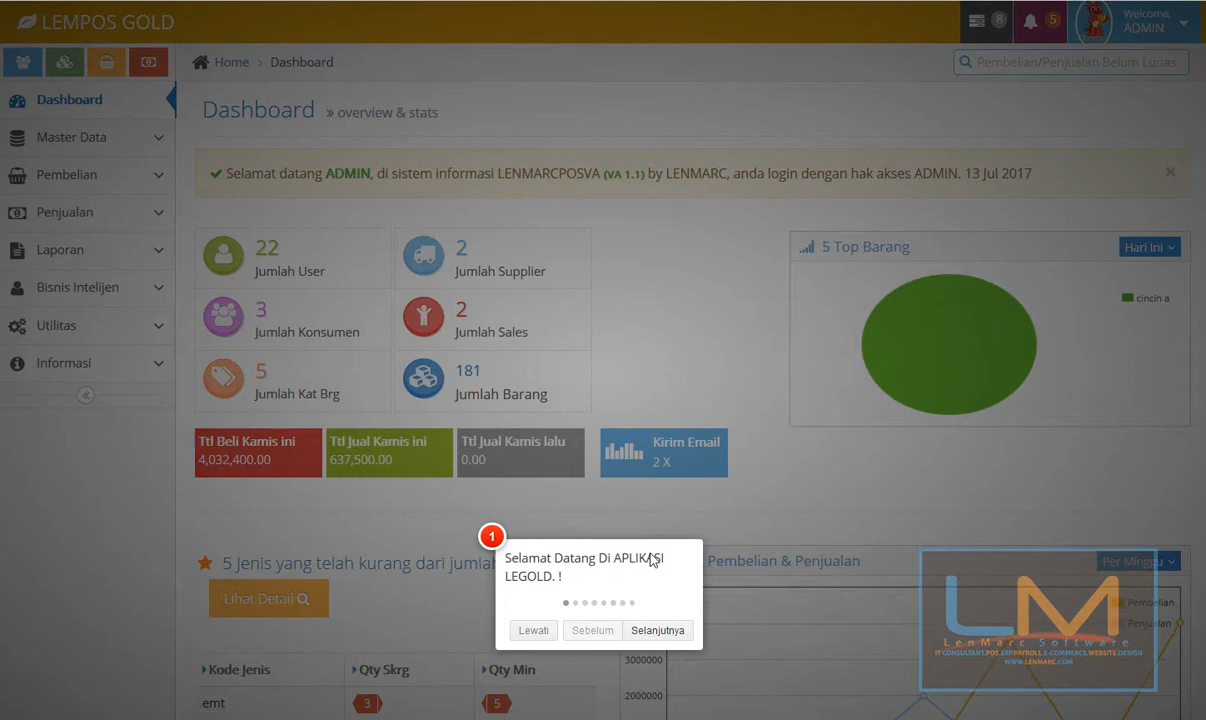 LEMPOS GOLD
8
5
Welcome,
ADMIN
Home
Dashboard
Pembelian/Penjualan Belum Lunas
Dashboard
Master Data
Pembelian
Penjualan
Laporan
Bisnis Intelijen
Utilitas
Informasi
Dashboard » overview & stats
Selamat datang ADMIN, di sistem informasi LENMARCPOSVA (VA 1.1) by LENMARC, anda login dengan hak akses ADMIN. 13 Jul 2017
22
Jumlah User
2
Jumlah Supplier
3
Jumlah Konsumen
2
Jumlah Sales
5
Jumlah Kat Brg
181
Jumlah Barang
5 Top Barang
Hari Ini
cincin a
Ttl Beli Kamis ini
4,032,400.00
Ttl Jual Kamis ini
637,500.00
Ttl Jual Kamis lalu
0.00
Kirim Email
2 X
1
Selamat Datang Di APLIKASI
LEGOLD. !
Lewati
Sebelum
Selanjutnya
5 Jenis yang telah kurang dari jumlah
Lihat Detail
Kode Jenis
Qty Skrg
Qty Min
emt
3
5
Pembelian & Penjualan
Per Minggu
Pembelian
Penjualan
3000000
2000000
LM
LenMarc Software
IT CONSULTANT.POS.ERP.PAYROLL.E-COMMERCE.WEBSITE.DESIGN
WWW.LENMARC.COM